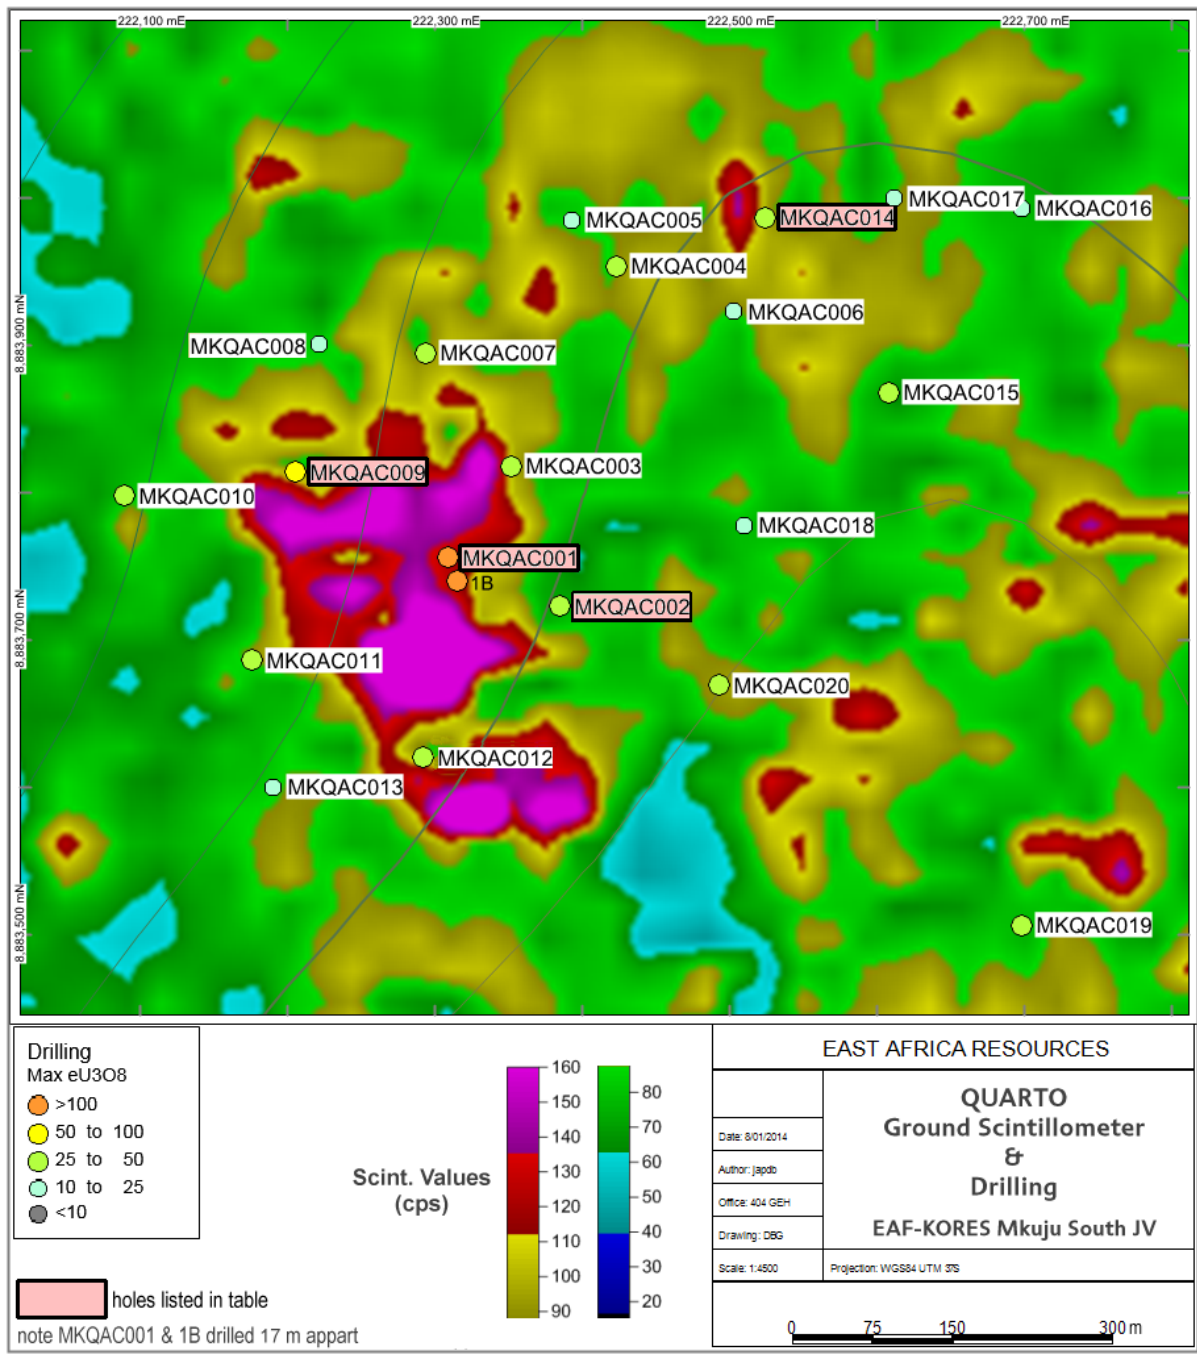 222,100 mE
222,300 mE
222,500 mE
222,700 mE
MKQAC017
MKQAC016
MKQAC005
MKQAC014
MKQAC004
MKQAC006
8,883,900 mN
MKQAC008
MKQAC007
MKQAC015
MKQAC003
MKQAC009
MKQAC010
MKQAC018
MKQAC001
1B
MKQAC002
8,883,700 mN
MKQAC011
MKQAC020
MKQAC012
MKQAC013
8,883,500 mN
MKQAC019
Drilling
Max eU3O8
>100
50 to 100
25 to 50
10 to 25
<10
holes listed in table
note MKQAC001 & 1B drilled 17 m appart
Scint. Values
(cps)
160
150
140
130
120
110
100
90
80
70
60
50
40
30
20
EAST AFRICA RESOURCES
QUARTO
Ground Scintillometer
&
Drilling
EAF-KORES Mkuju South JV
Date: 8/01/2014
Author: japdb
Office: 404 GEH
Drawing: DBG
Scale: 1:4500
Projection: WGS84 UTM 37S
0 75 150 300 m